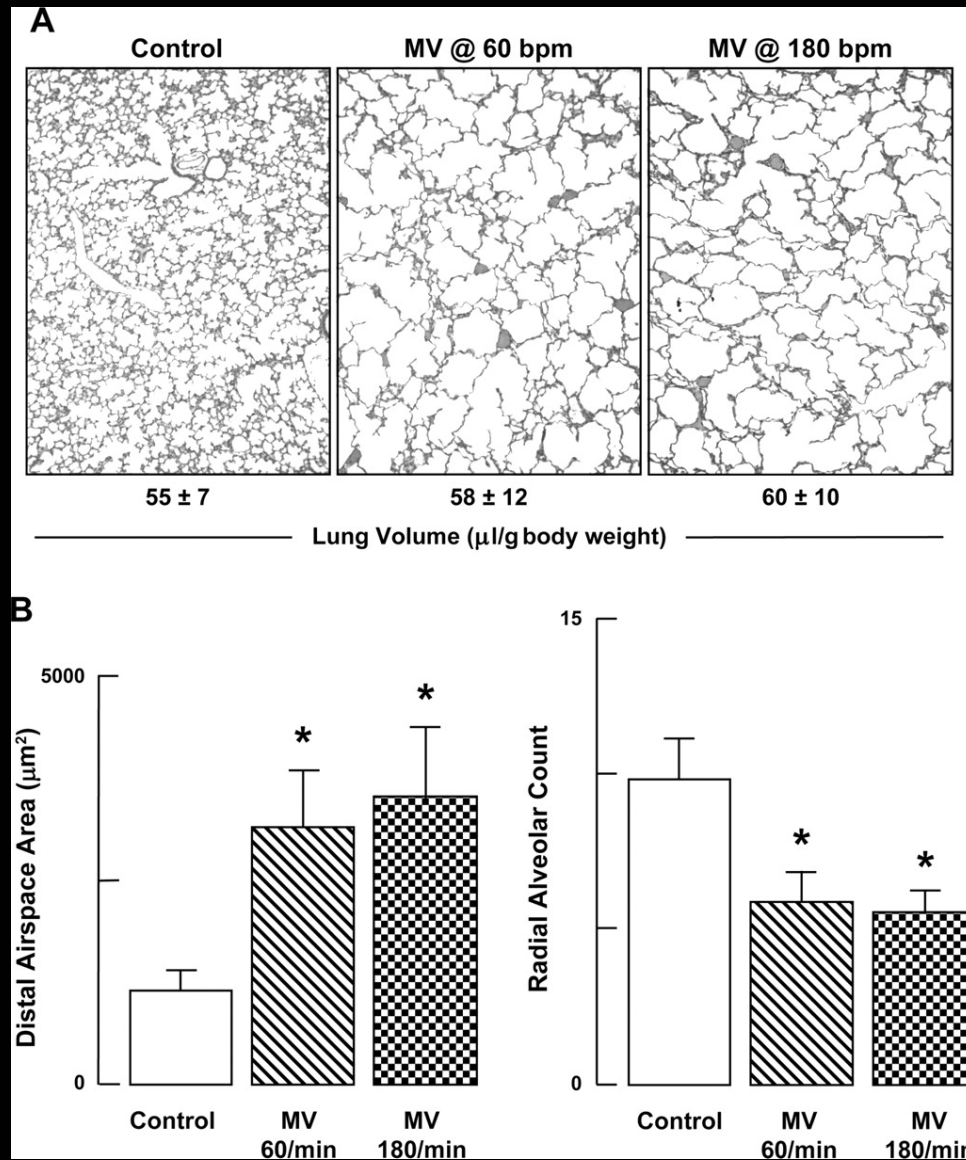 A
Control
MV @ 60 bpm
MV @ 180 bpm
55 ± 7
58 ± 12
60 ± 10
Lung Volume (μl/g body weight)
B
Distal Airspace Area (μm²)
5000
0
*
*
Control
MV
60/min
MV
180/min
Radial Alveolar Count
15
0
*
*
Control
MV
60/min
MV
180/min